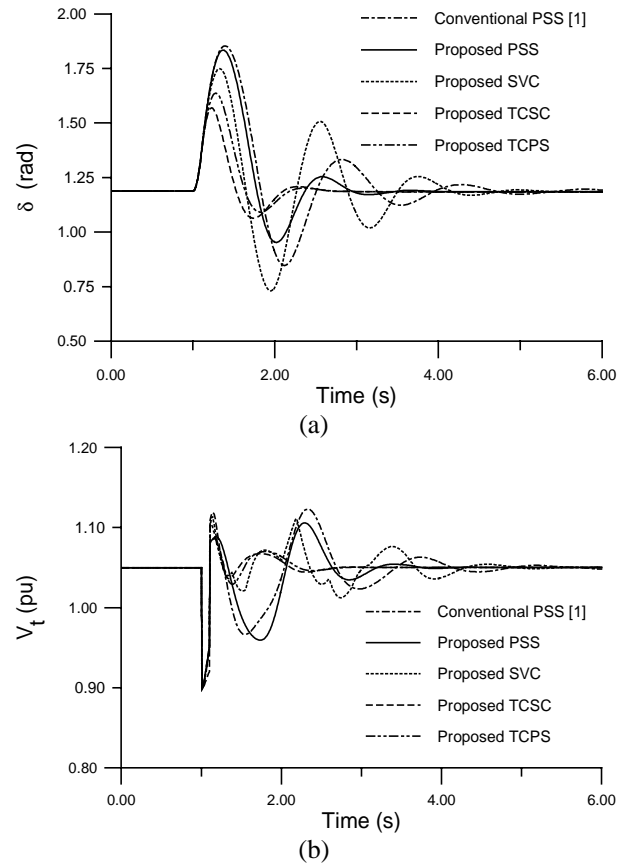 2.00
1.75
1.50
1.25
1.00
0.75
0.50
δ (rad)
Conventional PSS [1]
Proposed PSS
Proposed SVC
Proposed TCSC
Proposed TCPS
0.00 2.00 4.00 6.00
Time (s)
(a)
1.20
1.10
1.00
0.90
0.80
Vt (pu)
Conventional PSS [1]
Proposed PSS
Proposed SVC
Proposed TCSC
Proposed TCPS
0.00 2.00 4.00 6.00
Time (s)
(b)